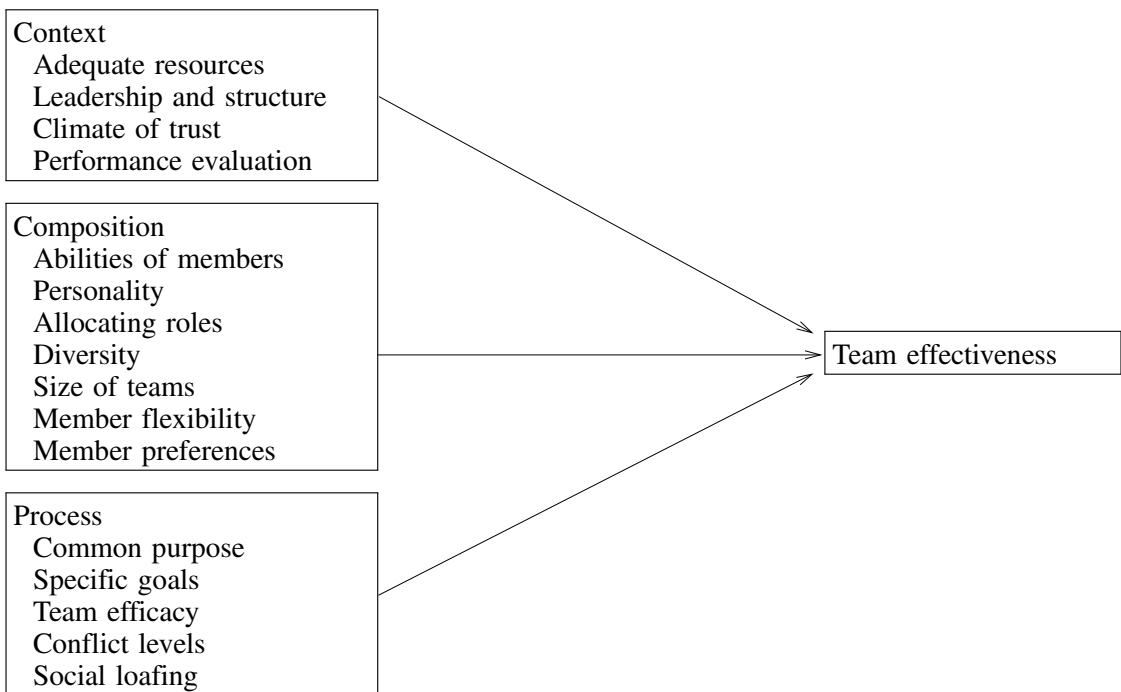 Context
Adequate resources
Leadership and structure
Climate of trust
Performance evaluation
Composition
Abilities of members
Personality
Allocating roles
Diversity
Size of teams
Member flexibility
Member preferences
Process
Common purpose
Specific goals
Team efficacy
Conflict levels
Social loafing
Team effectiveness